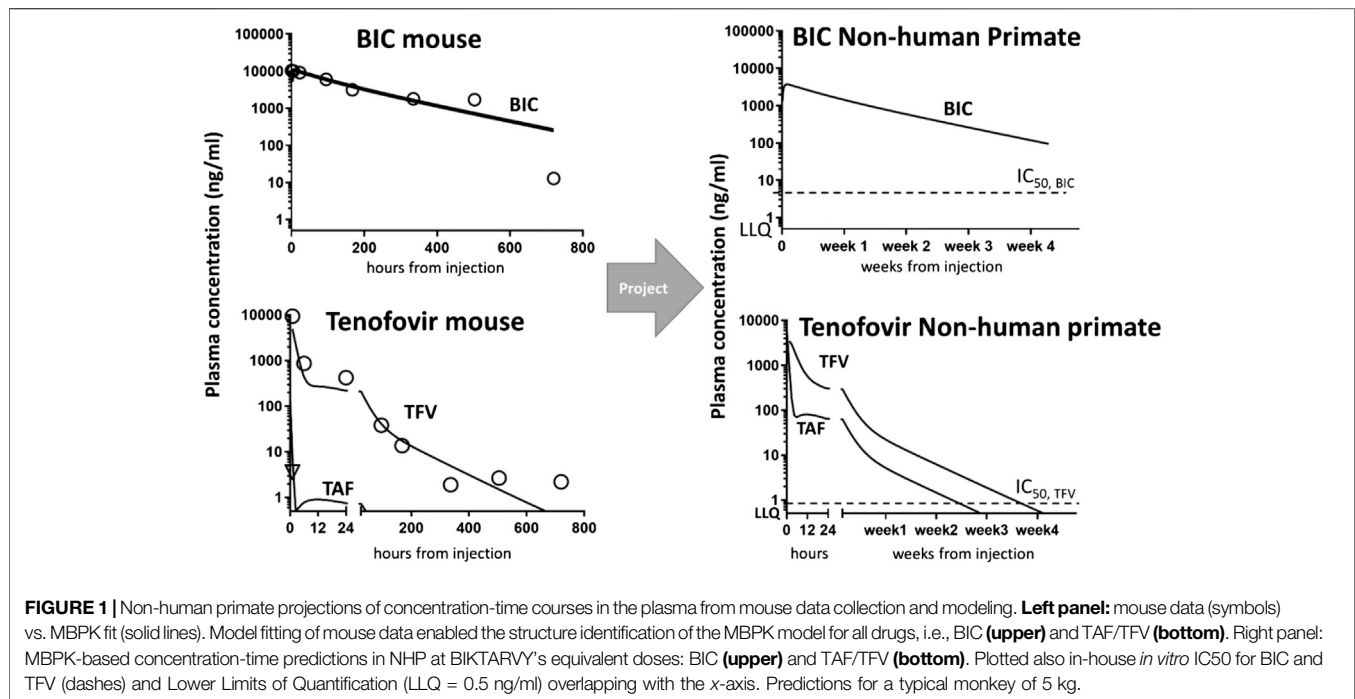 BIC mouse
100000
10000
1000
100
10
1
BIC
0 200 400 600 800
hours from injection
Plasma concentration (ng/ml)
Project
BIC Non-human Primate
100000
10000
1000
100
10
1
LLQ
BIC
IC50, BIC
0 week 1 week 2 week 3 week 4
weeks from injection
Plasma concentration (ng/ml)
Tenofovir mouse
10000
1000
100
10
1
TFV
TAF
0 12 24 200 400 600 800
hours from injection
Tenofovir Non-human primate
10000
1000
100
10
1
LLQ
TFV
TAF
IC50, TFV
0 12 24 week1 week2 week3 week4
hours weeks from injection
FIGURE 1 | Non-human primate projections of concentration-time courses in the plasma from mouse data collection and modeling. Left panel: mouse data (symbols)
vs. MBPK fit (solid lines). Model fitting of mouse data enabled the structure identification of the MBPK model for all drugs, i.e., BIC (upper) and TAF/TFV (bottom). Right panel:
MBPK-based concentration-time predictions in NHP at BIKTARVY's equivalent doses: BIC (upper) and TAF/TFV (bottom). Plotted also in-house in vitro IC50 for BIC and
TFV (dashes) and Lower Limits of Quantification (LLQ = 0.5 ng/ml) overlapping with the x-axis. Predictions for a typical monkey of 5 kg.